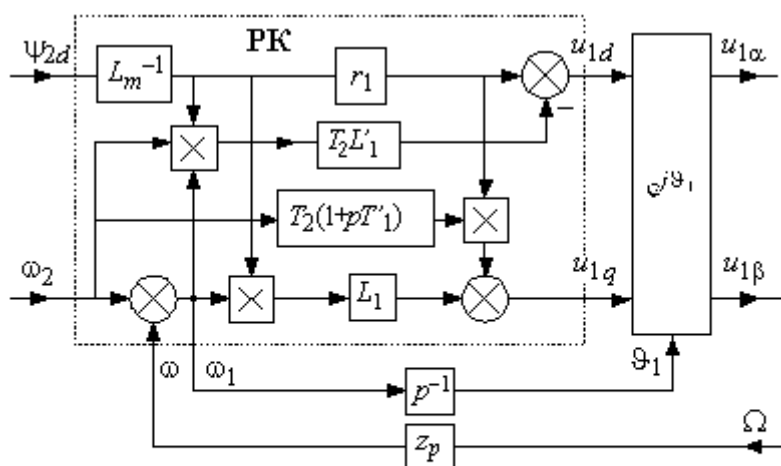 РК
Ψ2d
Lm⁻¹
r1
u1d
u1α
−
×
T2L'1
e^jϑ1
T2(1+pT'1)
×
ω2
×
L1
u1q
u1β
ω
ω1
p⁻¹
ϑ1
zp
Ω